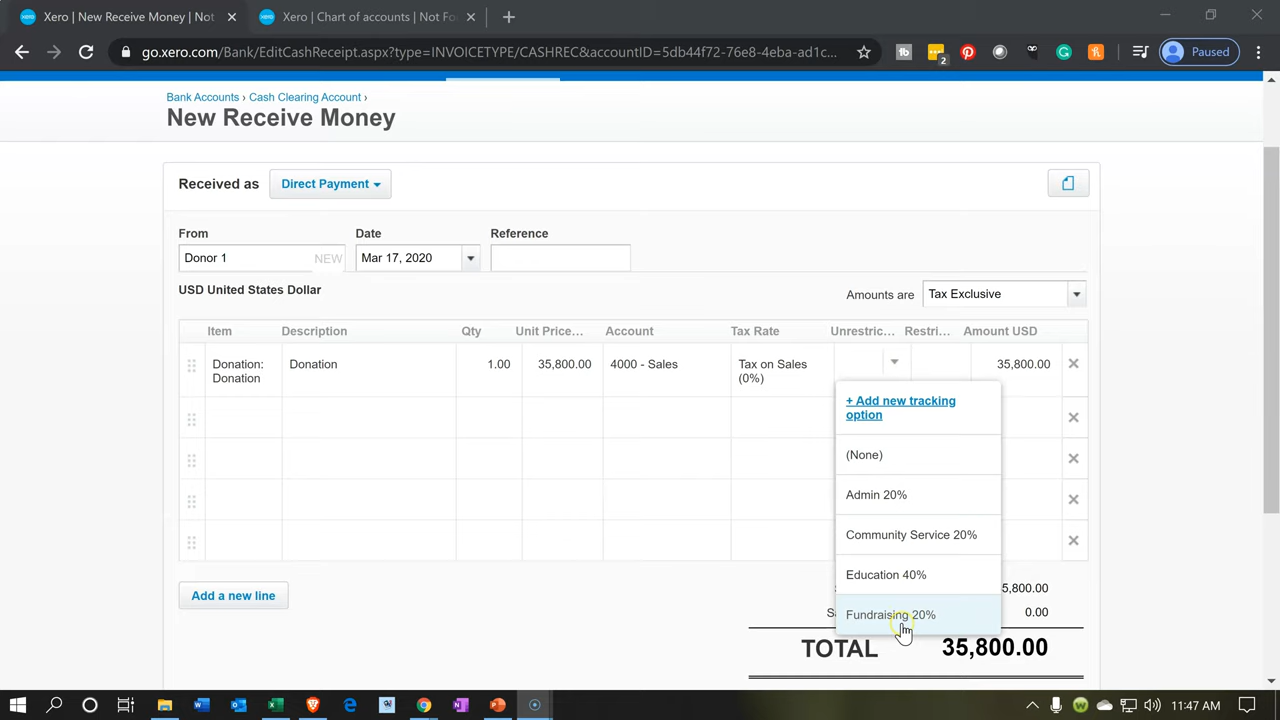 Xero | New Receive Money | Not
Xero | Chart of accounts | Not Fo
go.xero.com/Bank/EditCashReceipt.aspx?type=INVOICETYPE/CASHREC&accountID=5db44f72-76e8-4eba-ad1c...
2
Paused
Bank Accounts › Cash Clearing Account ›
New Receive Money
Received as
Direct Payment
From
Date
Reference
Donor 1
NEW
Mar 17, 2020
USD United States Dollar
Amounts are
Tax Exclusive
Item
Description
Qty
Unit Price...
Account
Tax Rate
Unrestric...
Restri...
Amount USD
Donation: Donation
Donation
1.00
35,800.00
4000 - Sales
Tax on Sales (0%)
35,800.00
+ Add new tracking
option
(None)
Admin 20%
Community Service 20%
Education 40%
Fundraising 20%
Add a new line
5,800.00
0.00
TOTAL
35,800.00
11:47 AM